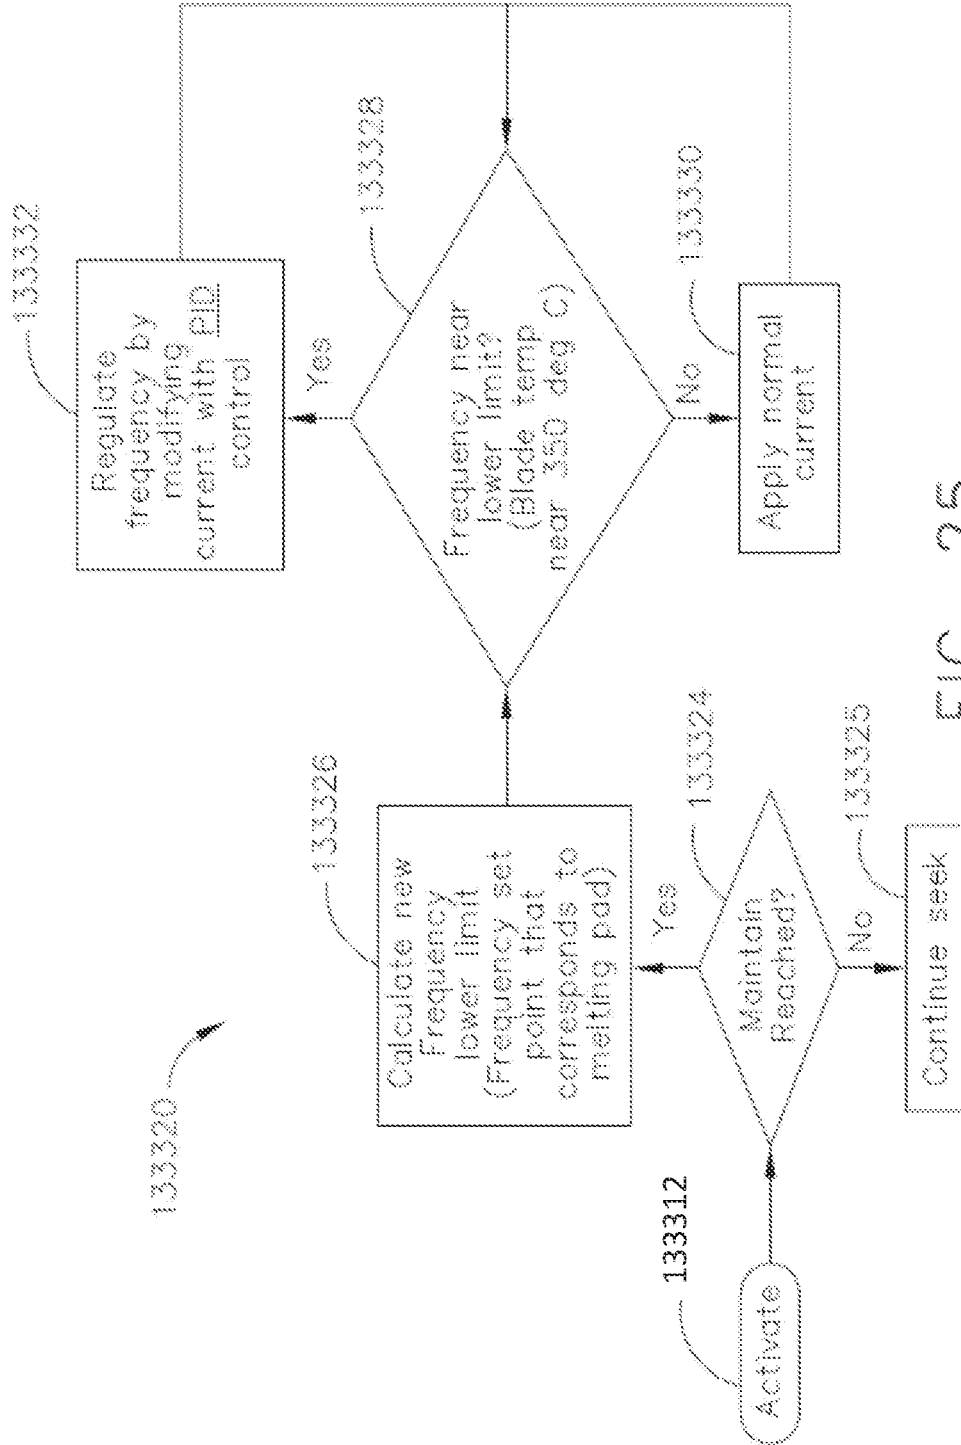 133320
133312
Activate
133324
Maintain
Reached?
Yes
No
133325
Continue seek
133326
Calculate new
Frequency
lower limit
(Frequency set
point that
corresponds to
melting pad)
133328
Frequency near
lower limit?
(Blade temp
near 350 deg C)
Yes
No
133332
Regulate
frequency by
modifying
current with PID
control
133330
Apply normal
current